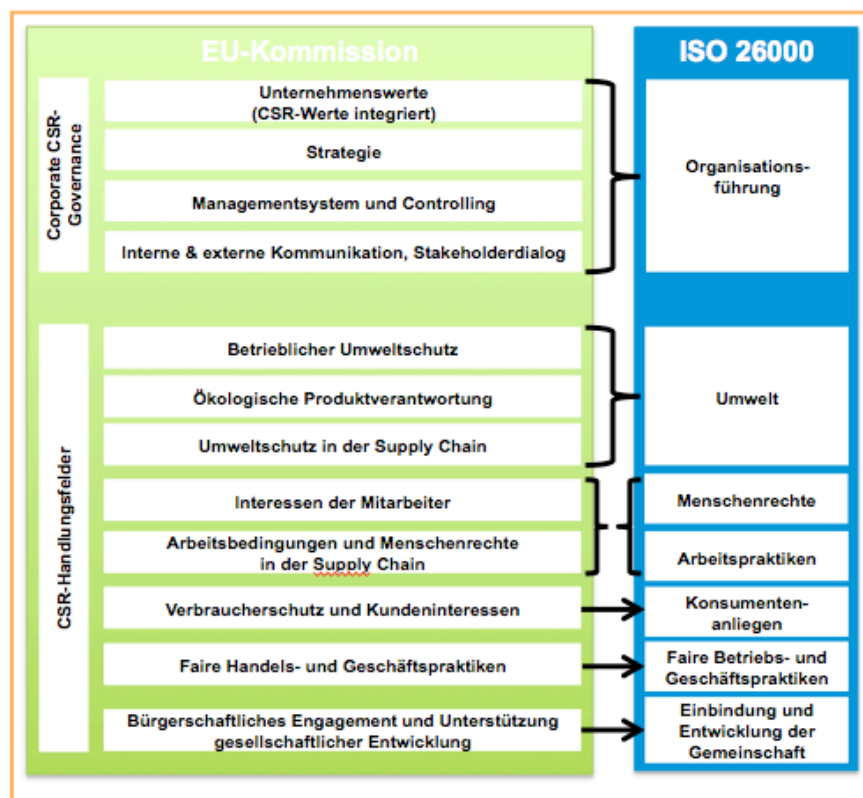 EU-Kommission
ISO 26000
Corporate CSR-
Governance
Unternehmenswerte
(CSR-Werte integriert)
Strategie
Managementsystem und Controlling
Interne & externe Kommunikation, Stakeholderdialog
Organisations-
führung
CSR-Handlungsfelder
Betrieblicher Umweltschutz
Ökologische Produktverantwortung
Umweltschutz in der Supply Chain
Umwelt
Interessen der Mitarbeiter
Arbeitsbedingungen und Menschenrechte
in der Supply Chain
Menschenrechte
Arbeitspraktiken
Verbraucherschutz und Kundeninteressen
Konsumenten-
anliegen
Faire Handels- und Geschäftspraktiken
Faire Betriebs- und
Geschäftspraktiken
Bürgerschaftliches Engagement und Unterstützung
gesellschaftlicher Entwicklung
Einbindung und
Entwicklung der
Gemeinschaft